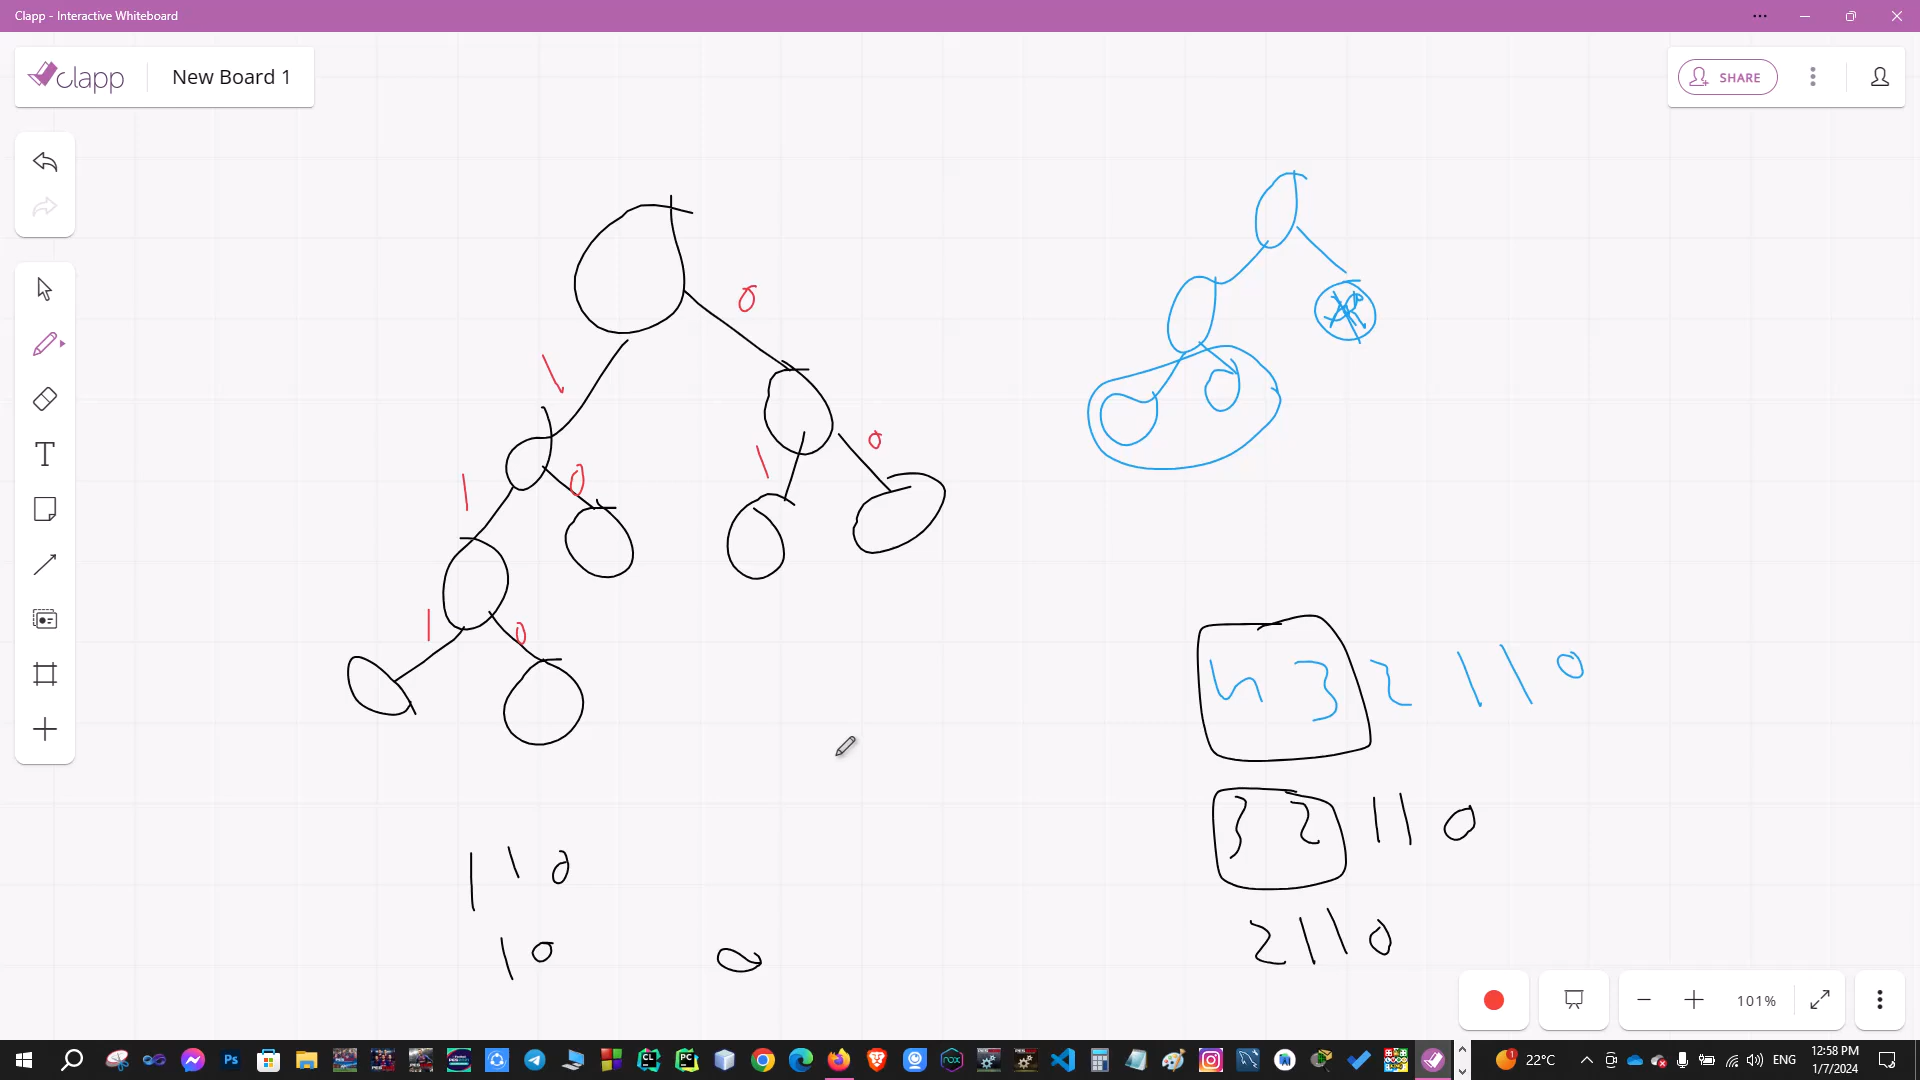 Clapp - Interactive Whiteboard
clapp New Board 1
SHARE
0
1
0
1 0 1
1 0
3 2 1 1 0
3 2 1 1 0
1 1 0
2 1 1 0
1 0
101%
22°C ENG 12:58 PM
1/7/2024